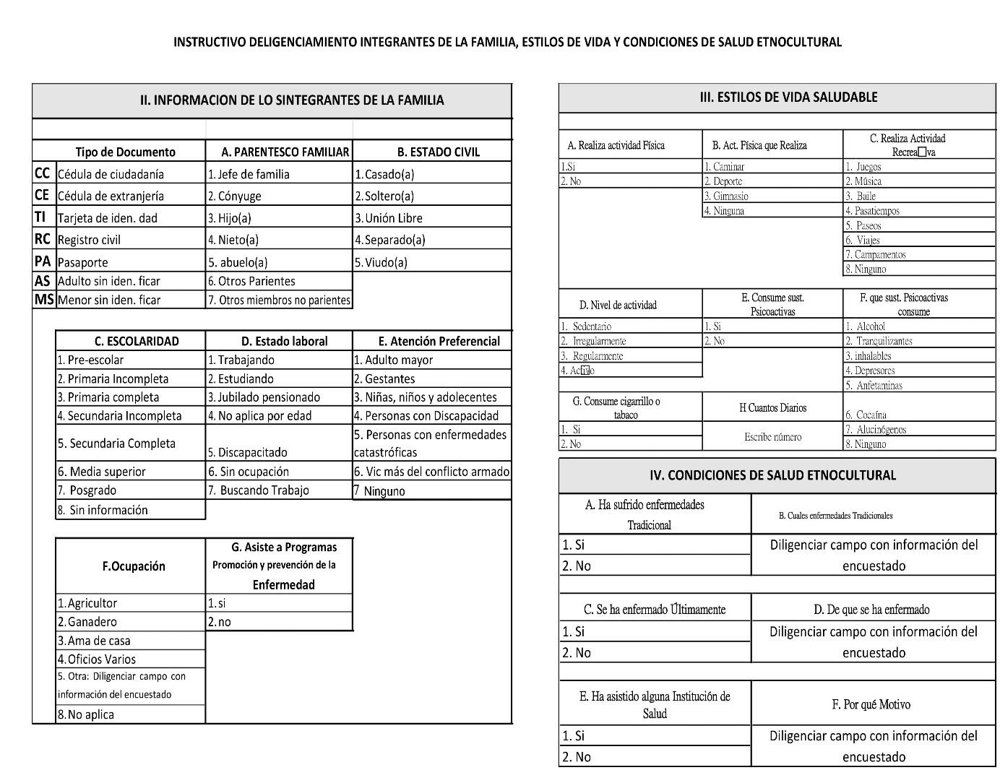 INSTRUCTIVO DELIGENCIAMIENTO INTEGRANTES DE LA FAMILIA, ESTILOS DE VIDA Y CONDICIONES DE SALUD ETNOCULTURAL
II. INFORMACION DE LO SINTEGRANTES DE LA FAMILIA
Tipo de Documento
A. PARENTESCO FAMILIAR
B. ESTADO CIVIL
CC Cédula de ciudadanía
1. Jefe de familia
1.Casado(a)
CE Cédula de extranjería
2. Cónyuge
2.Soltero(a)
TI Tarjeta de iden. dad
3. Hijo(a)
3.Unión Libre
RC Registro civil
4. Nieto(a)
4.Separado(a)
PA Pasaporte
5. abuelo(a)
5.Viudo(a)
AS Adulto sin iden. ficar
6. Otros Parientes
MS Menor sin iden. ficar
7. Otros miembros no parientes
C. ESCOLARIDAD
D. Estado laboral
E. Atención Preferencial
1. Pre-escolar
1. Trabajando
1. Adulto mayor
2. Primaria Incompleta
2. Estudiando
2. Gestantes
3. Primaria completa
3. Jubilado pensionado
3. Niñas, niños y adolecentes
4. Secundaria Incompleta
4. No aplica por edad
4. Personas con Discapacidad
5. Secundaria Completa
5. Discapacitado
5. Personas con enfermedades
catastróficas
6. Media superior
6. Sin ocupación
6. Vic más del conflicto armado
7. Posgrado
7. Buscando Trabajo
7 Ninguno
8. Sin información
F.Ocupación
G. Asiste a Programas
Promoción y prevención de la
Enfermedad
1.Agricultor
1. si
2.Ganadero
2. no
3.Ama de casa
4.Oficios Varios
5. Otra: Diligenciar campo con
información del encuestado
8.No aplica
III. ESTILOS DE VIDA SALUDABLE
A. Realiza actividad Física
B. Act. Física que Realiza
C. Realiza Actividad
Recrea□va
1.Si
1. Caminar
1. Juegos
2. No
2. Deporte
2. Música
3. Gimnasio
3. Baile
4. Ninguna
4. Pasatiempos
5. Paseos
6. Viajes
7. Campamentos
8. Ninguno
D. Nivel de actividad
E. Consume sust.
Psicoactivas
F. que sust. Psicoactivas
consume
1. Sedentario
1. Si
1. Alcohol
2. Irregularmente
2. No
2. Tranquilizantes
3. Regularmente
3. inhalables
4. Activo
4. Depresores
5. Anfetaminas
G. Consume cigarrillo o
tabaco
H Cuantos Diarios
6. Cocaína
1. Si
Escribe número
7. Alucinógenos
2. No
8. Ninguno
IV. CONDICIONES DE SALUD ETNOCULTURAL
A. Ha sufrido enfermedades
Tradicional
B. Cuales enfermedades Tradicionales
1. Si
2. No
Diligenciar campo con información del
encuestado
C. Se ha enfermado Últimamente
D. De que se ha enfermado
1. Si
2. No
Diligenciar campo con información del
encuestado
E. Ha asistido alguna Institución de
Salud
F. Por qué Motivo
1. Si
2. No
Diligenciar campo con información del
encuestado